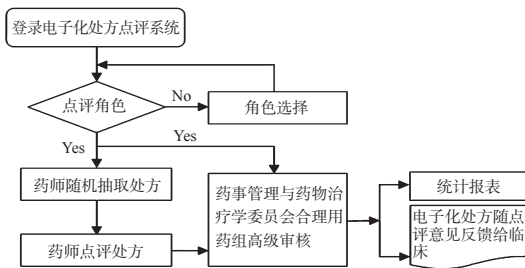 登录电子化处方点评系统
点评角色
No
角色选择
Yes
Yes
药师随机抽取处方
药师点评处方
药事管理与药物治
疗学委员会合理用
药组高级审核
统计报表
电子化处方随点
评意见反馈给临
床